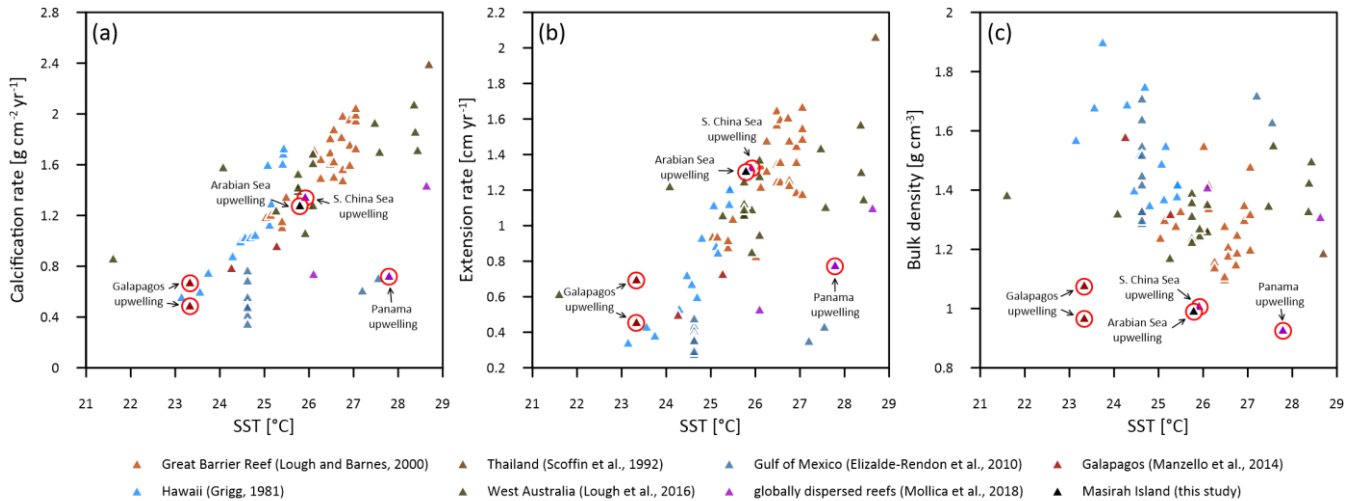 (a)
Calcification rate [g cm⁻² yr⁻¹]
2.8
2.4
2
1.6
1.2
0.8
0.4
0
Arabian Sea
upwelling
S. China Sea
upwelling
Galapagos
upwelling
Panama
upwelling
21 22 23 24 25 26 27 28 29
SST [°C]
(b)
Extension rate [cm yr⁻¹]
2.2
2
1.8
1.6
1.4
1.2
1
0.8
0.6
0.4
0.2
S. China Sea
upwelling
Arabian Sea
upwelling
Galapagos
upwelling
Panama
upwelling
21 22 23 24 25 26 27 28 29
SST [°C]
(c)
Bulk density [g cm⁻³]
2
1.8
1.6
1.4
1.2
1
0.8
S. China Sea
upwelling
Panama
upwelling
Galapagos
upwelling
Arabian Sea
upwelling
21 22 23 24 25 26 27 28 29
SST [°C]
Great Barrier Reef (Lough and Barnes, 2000) Thailand (Scoffin et al., 1992) Gulf of Mexico (Elizalde-Rendon et al., 2010) Galapagos (Manzello et al., 2014)
Hawaii (Grigg, 1981) West Australia (Lough et al., 2016) globally dispersed reefs (Mollica et al., 2018) Masirah Island (this study)